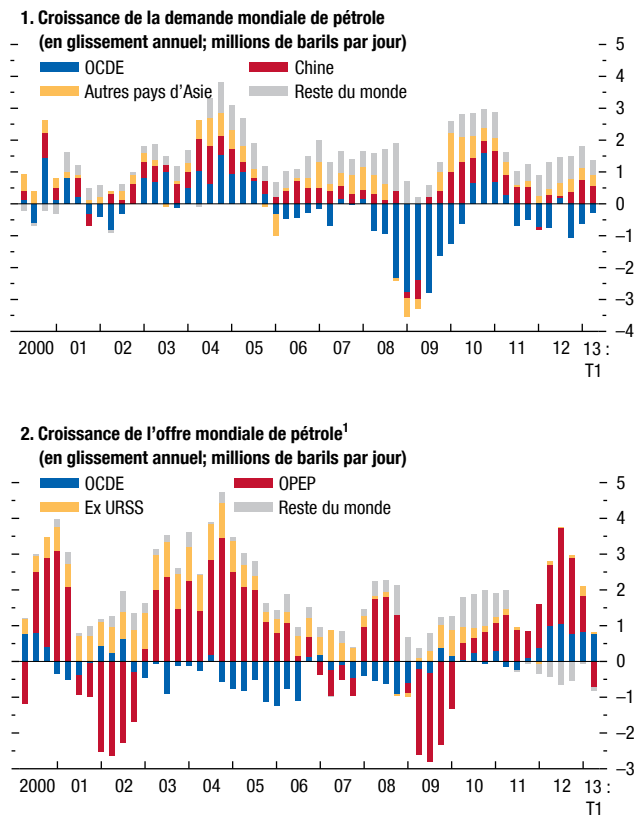 1. Croissance de la demande mondiale de pétrole
(en glissement annuel; millions de barils par jour)
OCDE Chine
Autres pays d'Asie Reste du monde
5
4
3
2
1
0
–1
–2
–3
–4
2000 01 02 03 04 05 06 07 08 09 10 11 12 13 :
T1
2. Croissance de l'offre mondiale de pétrole1
(en glissement annuel; millions de barils par jour)
OCDE OPEP
Ex URSS Reste du monde
5
4
3
2
1
0
–1
–2
–3
2000 01 02 03 04 05 06 07 08 09 10 11 12 13 :
T1